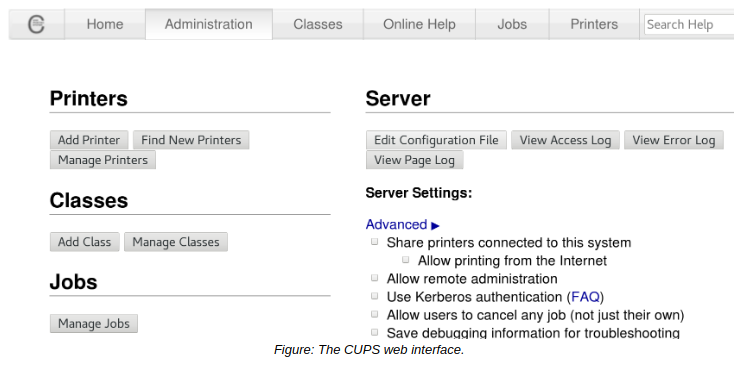 Home Administration Classes Online Help Jobs Printers Search Help
Printers
Add Printer Find New Printers
Manage Printers
Classes
Add Class Manage Classes
Jobs
Manage Jobs
Server
Edit Configuration File View Access Log View Error Log
View Page Log
Server Settings:
Advanced ▶
Share printers connected to this system
Allow printing from the Internet
Allow remote administration
Use Kerberos authentication (FAQ)
Allow users to cancel any job (not just their own)
Save debugging information for troubleshooting
Figure: The CUPS web interface.